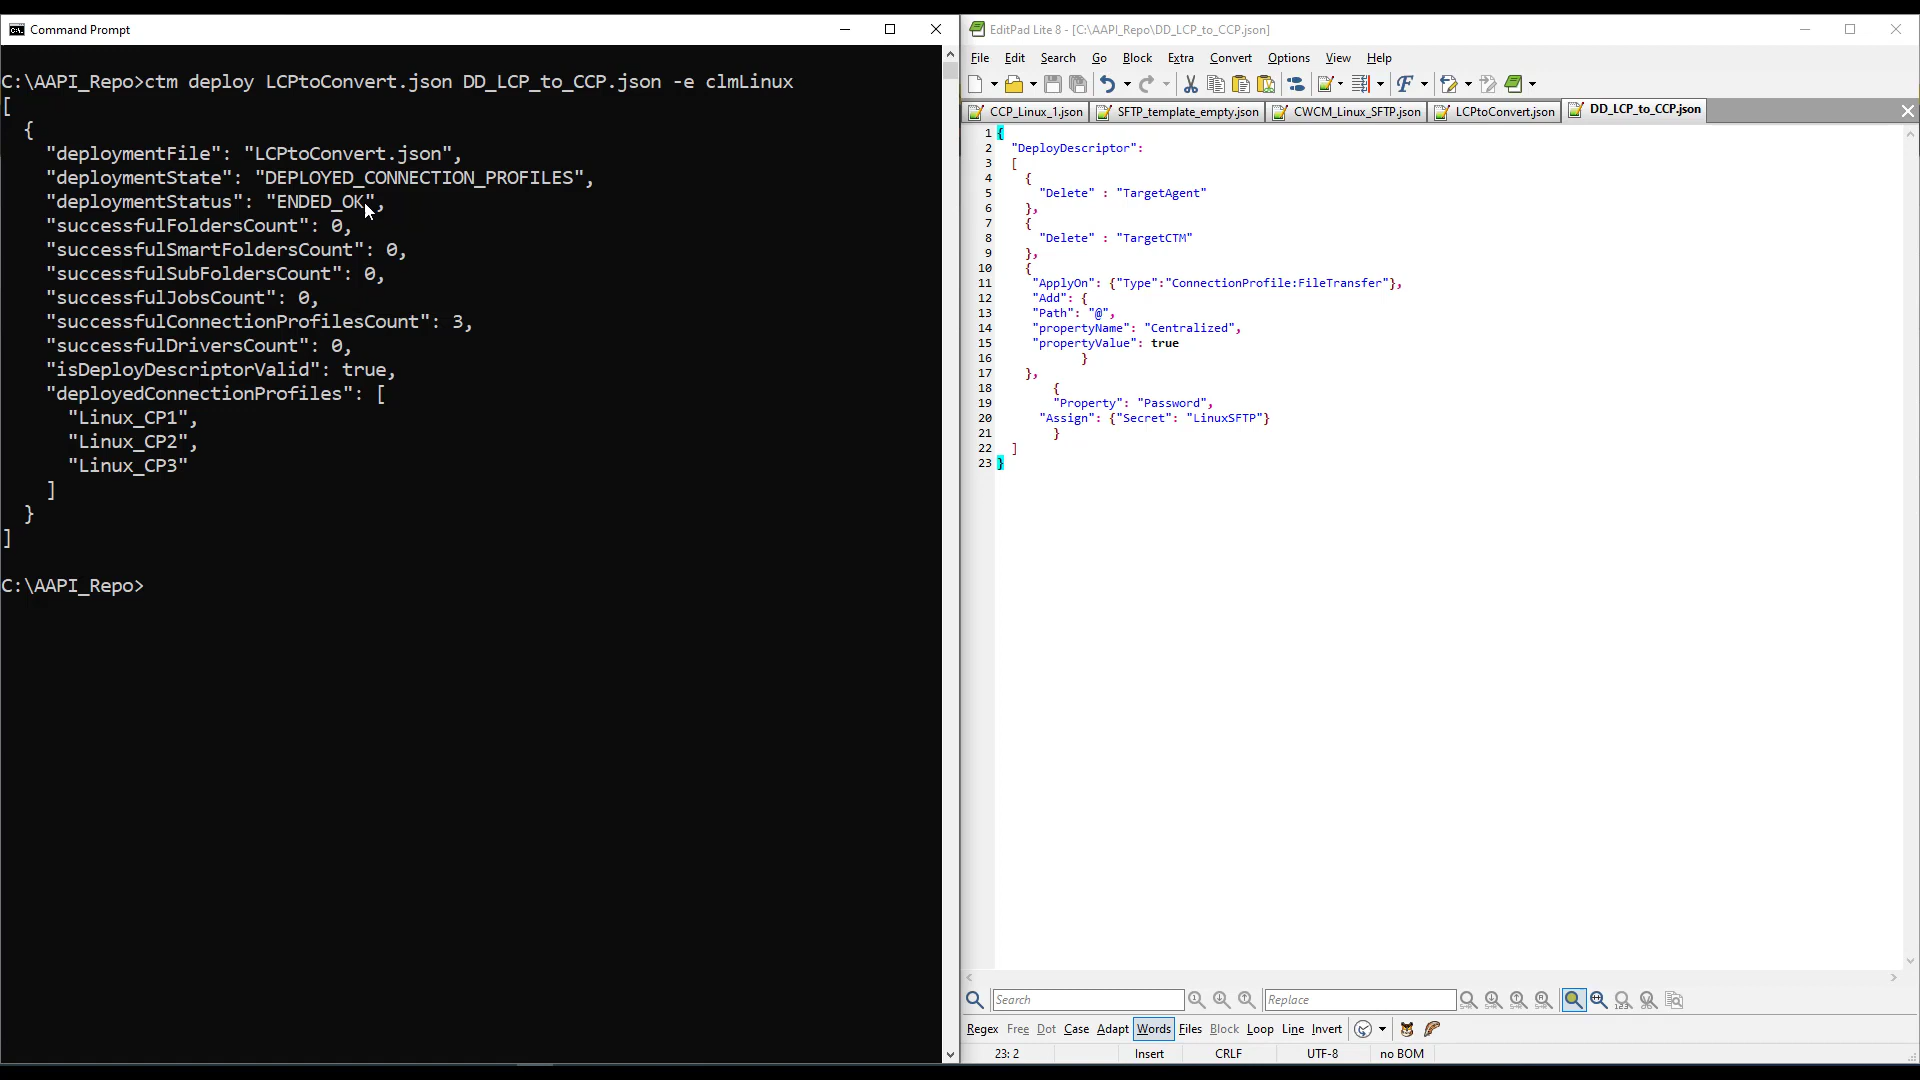 Command Prompt
C:\AAPI_Repo>ctm deploy LCPtoConvert.json DD_LCP_to_CCP.json -e clmLinux
[
{
"deploymentFile": "LCPtoConvert.json",
"deploymentState": "DEPLOYED_CONNECTION_PROFILES",
"deploymentStatus": "ENDED_OK",
"successfulFoldersCount": 0,
"successfulSmartFoldersCount": 0,
"successfulSubFoldersCount": 0,
"successfulJobsCount": 0,
"successfulConnectionProfilesCount": 3,
"successfulDriversCount": 0,
"isDeployDescriptorValid": true,
"deployedConnectionProfiles": [
"Linux_CP1",
"Linux_CP2",
"Linux_CP3"
]
}
]
C:\AAPI_Repo>
EditPad Lite 8 - [C:\AAPI_Repo\DD_LCP_to_CCP.json]
File Edit Search Go Block Extra Convert Options View Help
CCP_Linux_1.json SFTP_template_empty.json CWCM_Linux_SFTP.json LCPtoConvert.json DD_LCP_to_CCP.json
1 {
2 "DeployDescriptor":
3 [
4 {
5 "Delete" : "TargetAgent"
6 },
7 {
8 "Delete" : "TargetCTM"
9 },
10 {
11 "ApplyOn": {"Type":"ConnectionProfile:FileTransfer"},
12 "Add": {
13 "Path": "@",
14 "propertyName": "Centralized",
15 "propertyValue": true
16 }
17 },
18 {
19 "Property": "Password",
20 "Assign": {"Secret": "LinuxSFTP"}
21 }
22 ]
23 }
Search Replace
Regex Free Dot Case Adapt Words Files Block Loop Line Invert
23: 2 Insert CRLF UTF-8 no BOM